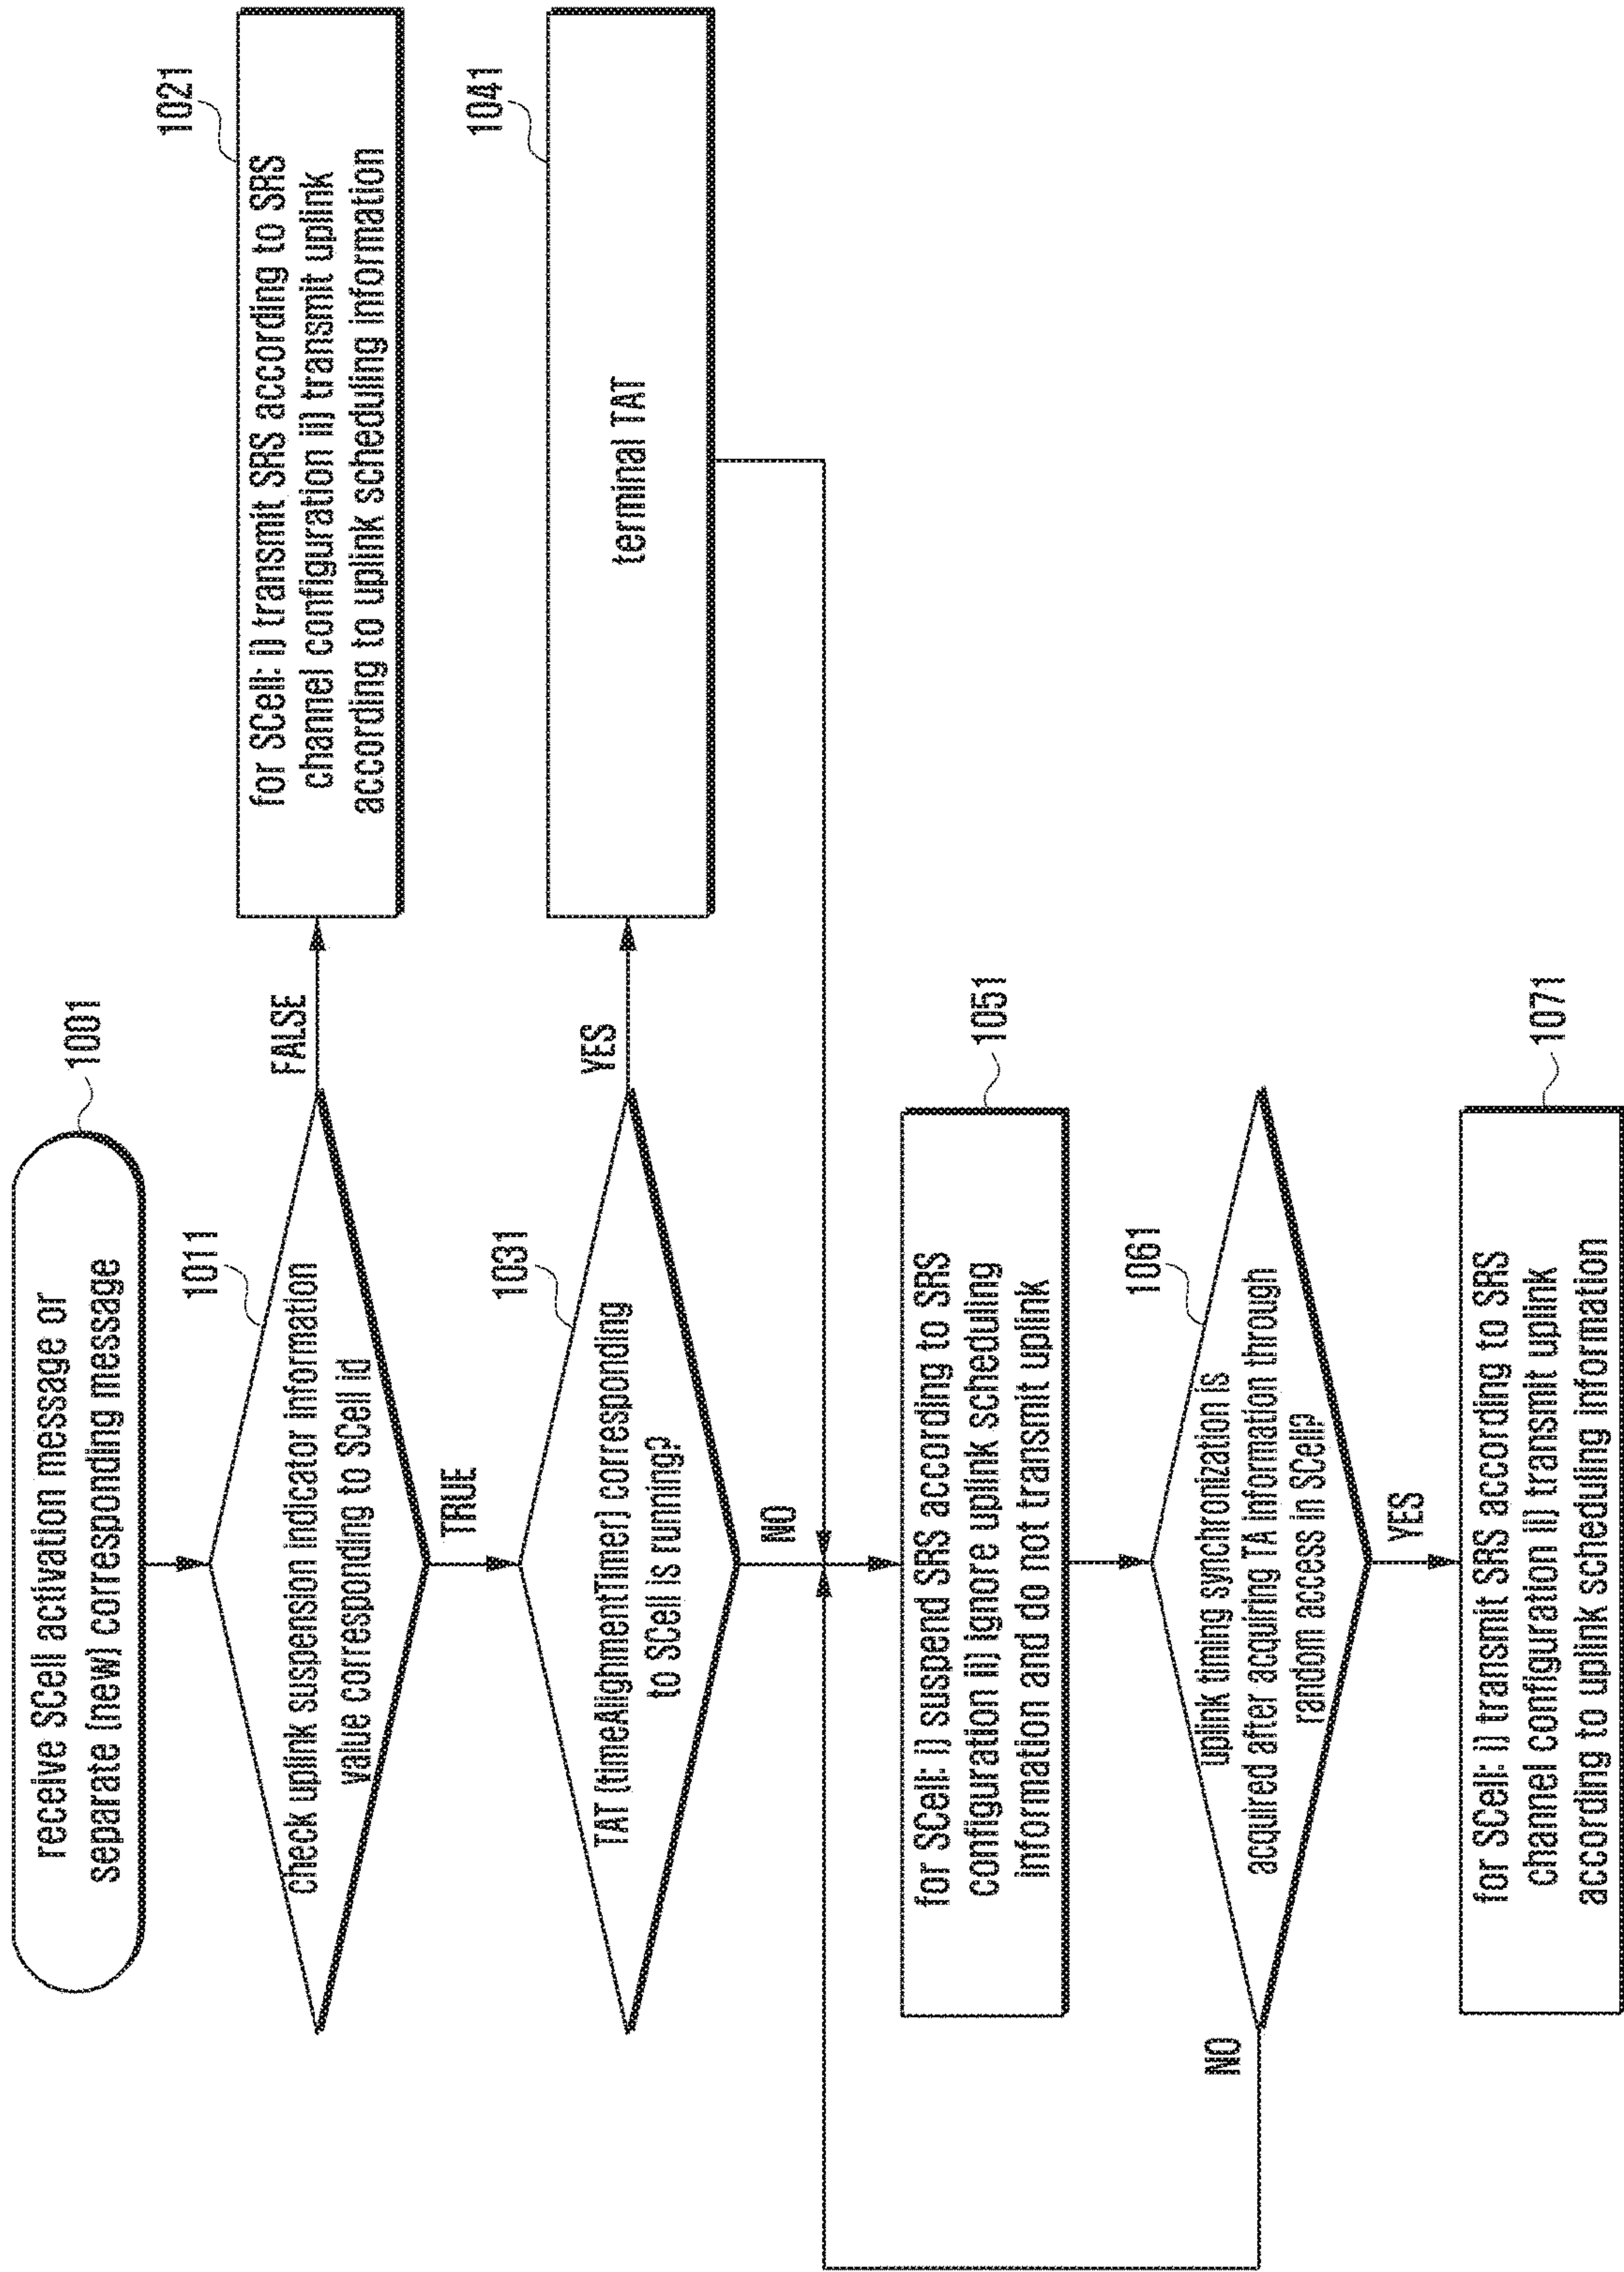 1001
receive SCell activation message or
separate (new) corresponding message
1011
check uplink suspension indicator information
value corresponding to SCell id
FALSE
1021
for SCell: i) transmit SRS according to SRS
channel configuration ii) transmit uplink
according to uplink scheduling information
TRUE
1031
TAT (timeAlignmentTimer) corresponding
to SCell is running?
YES
1041
terminal TAT
NO
1051
for SCell: i) suspend SRS according to SRS
configuration ii) ignore uplink scheduling
information and do not transmit uplink
1061
uplink timing synchronization is
acquired after acquiring TA information through
random access in SCell?
NO
YES
1071
for SCell: i) transmit SRS according to SRS
channel configuration ii) transmit uplink
according to uplink scheduling information